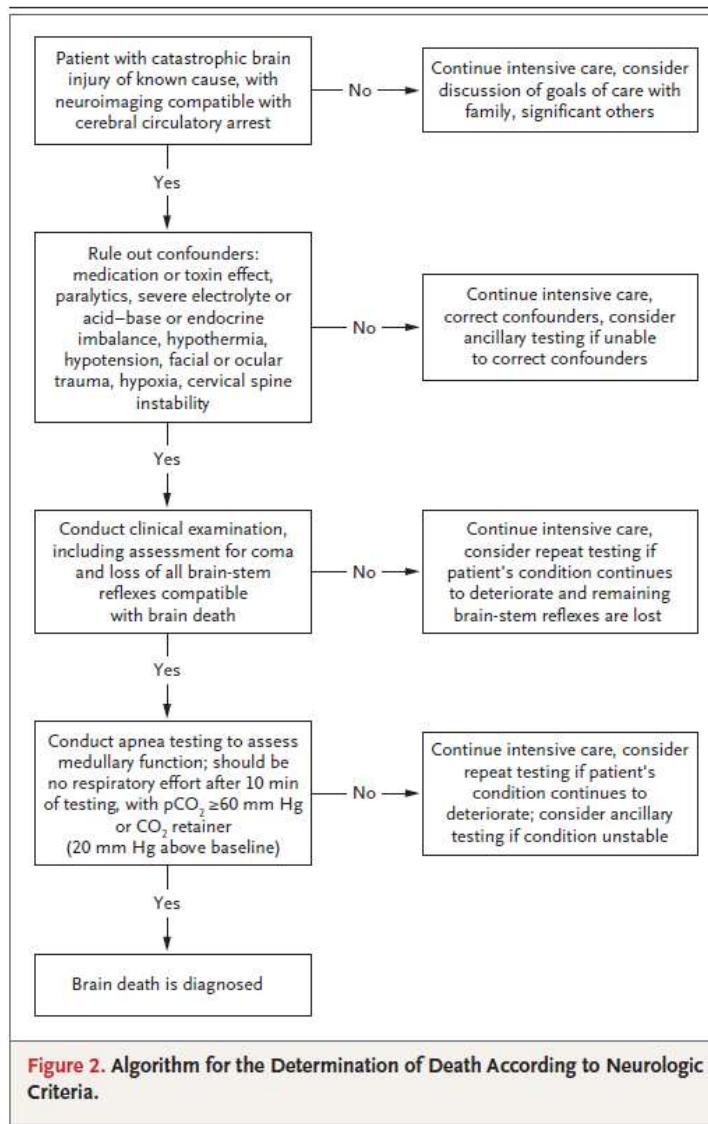 Patient with catastrophic brain
injury of known cause, with
neuroimaging compatible with
cerebral circulatory arrest
No
Continue intensive care, consider
discussion of goals of care with
family, significant others
Yes
Rule out confounders:
medication or toxin effect,
paralytics, severe electrolyte or
acid–base or endocrine
imbalance, hypothermia,
hypotension, facial or ocular
trauma, hypoxia, cervical spine
instability
No
Continue intensive care,
correct confounders, consider
ancillary testing if unable
to correct confounders
Yes
Conduct clinical examination,
including assessment for coma
and loss of all brain-stem
reflexes compatible
with brain death
No
Continue intensive care,
consider repeat testing if
patient's condition continues
to deteriorate and remaining
brain-stem reflexes are lost
Yes
Conduct apnea testing to assess
medullary function; should be
no respiratory effort after 10 min
of testing, with pCO₂ ≥60 mm Hg
or CO₂ retainer
(20 mm Hg above baseline)
No
Continue intensive care, consider
repeat testing if patient's
condition continues to
deteriorate; consider ancillary
testing if condition unstable
Yes
Brain death is diagnosed
Figure 2. Algorithm for the Determination of Death According to Neurologic
Criteria.